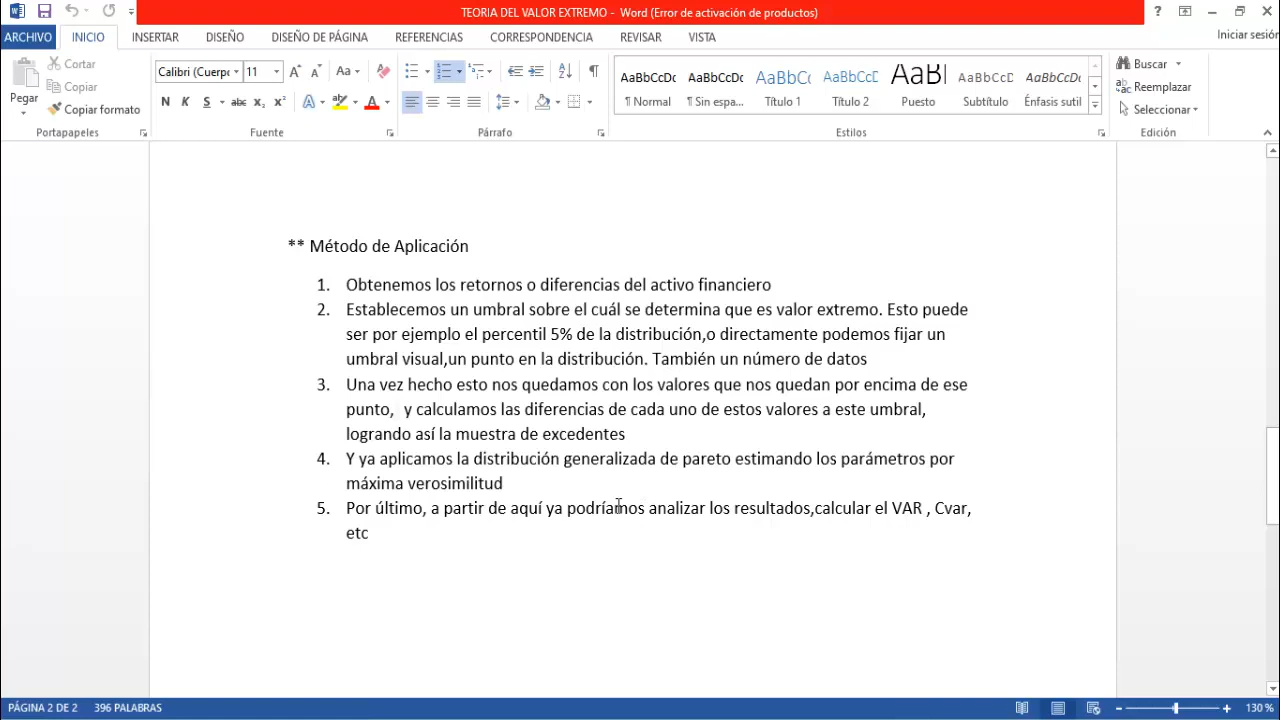 TEORIA DEL VALOR EXTREMO - Word (Error de activación de productos)
ARCHIVO INICIO INSERTAR DISEÑO DISEÑO DE PÁGINA REFERENCIAS CORRESPONDENCIA REVISAR VISTA Iniciar sesión
Pegar
Cortar
Copiar
Copiar formato
Portapapeles
Calibri (Cuerpo 11
N K S abc x₂ x²
Fuente
Párrafo
AaBbCcDc AaBbCcDc AaBbCc AaBbCcD AaBl AaBbCcD AaBbCcDc
¶ Normal ¶ Sin espa... Título 1 Título 2 Puesto Subtítulo Énfasis sutil
Estilos
Buscar
Reemplazar
Seleccionar
Edición
** Método de Aplicación
1. Obtenemos los retornos o diferencias del activo financiero
2. Establecemos un umbral sobre el cuál se determina que es valor extremo. Esto puede
ser por ejemplo el percentil 5% de la distribución,o directamente podemos fijar un
umbral visual,un punto en la distribución. También un número de datos
3. Una vez hecho esto nos quedamos con los valores que nos quedan por encima de ese
punto, y calculamos las diferencias de cada uno de estos valores a este umbral,
logrando así la muestra de excedentes
4. Y ya aplicamos la distribución generalizada de pareto estimando los parámetros por
máxima verosimilitud
5. Por último, a partir de aquí ya podríamos analizar los resultados,calcular el VAR , Cvar,
etc
PÁGINA 2 DE 2 396 PALABRAS 130 %